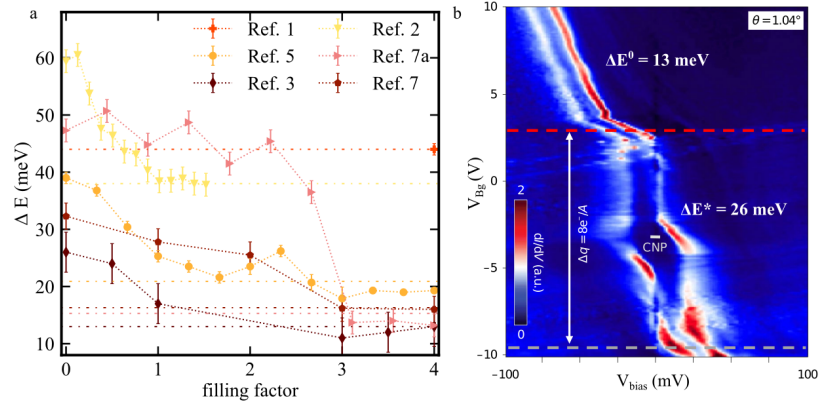 a
Ref. 1
Ref. 2
Ref. 5
Ref. 7a
Ref. 3
Ref. 7
60
50
40
30
20
10
Δ E (meV)
0
1
2
3
4
filling factor
b
θ = 1.04°
ΔE⁰ = 13 meV
ΔE* = 26 meV
Δq = 8e⁻/A
CNP
2
0
dI/dV (a.u.)
10
5
0
-5
-10
V_Bg (V)
-100
0
100
V_bias (mV)